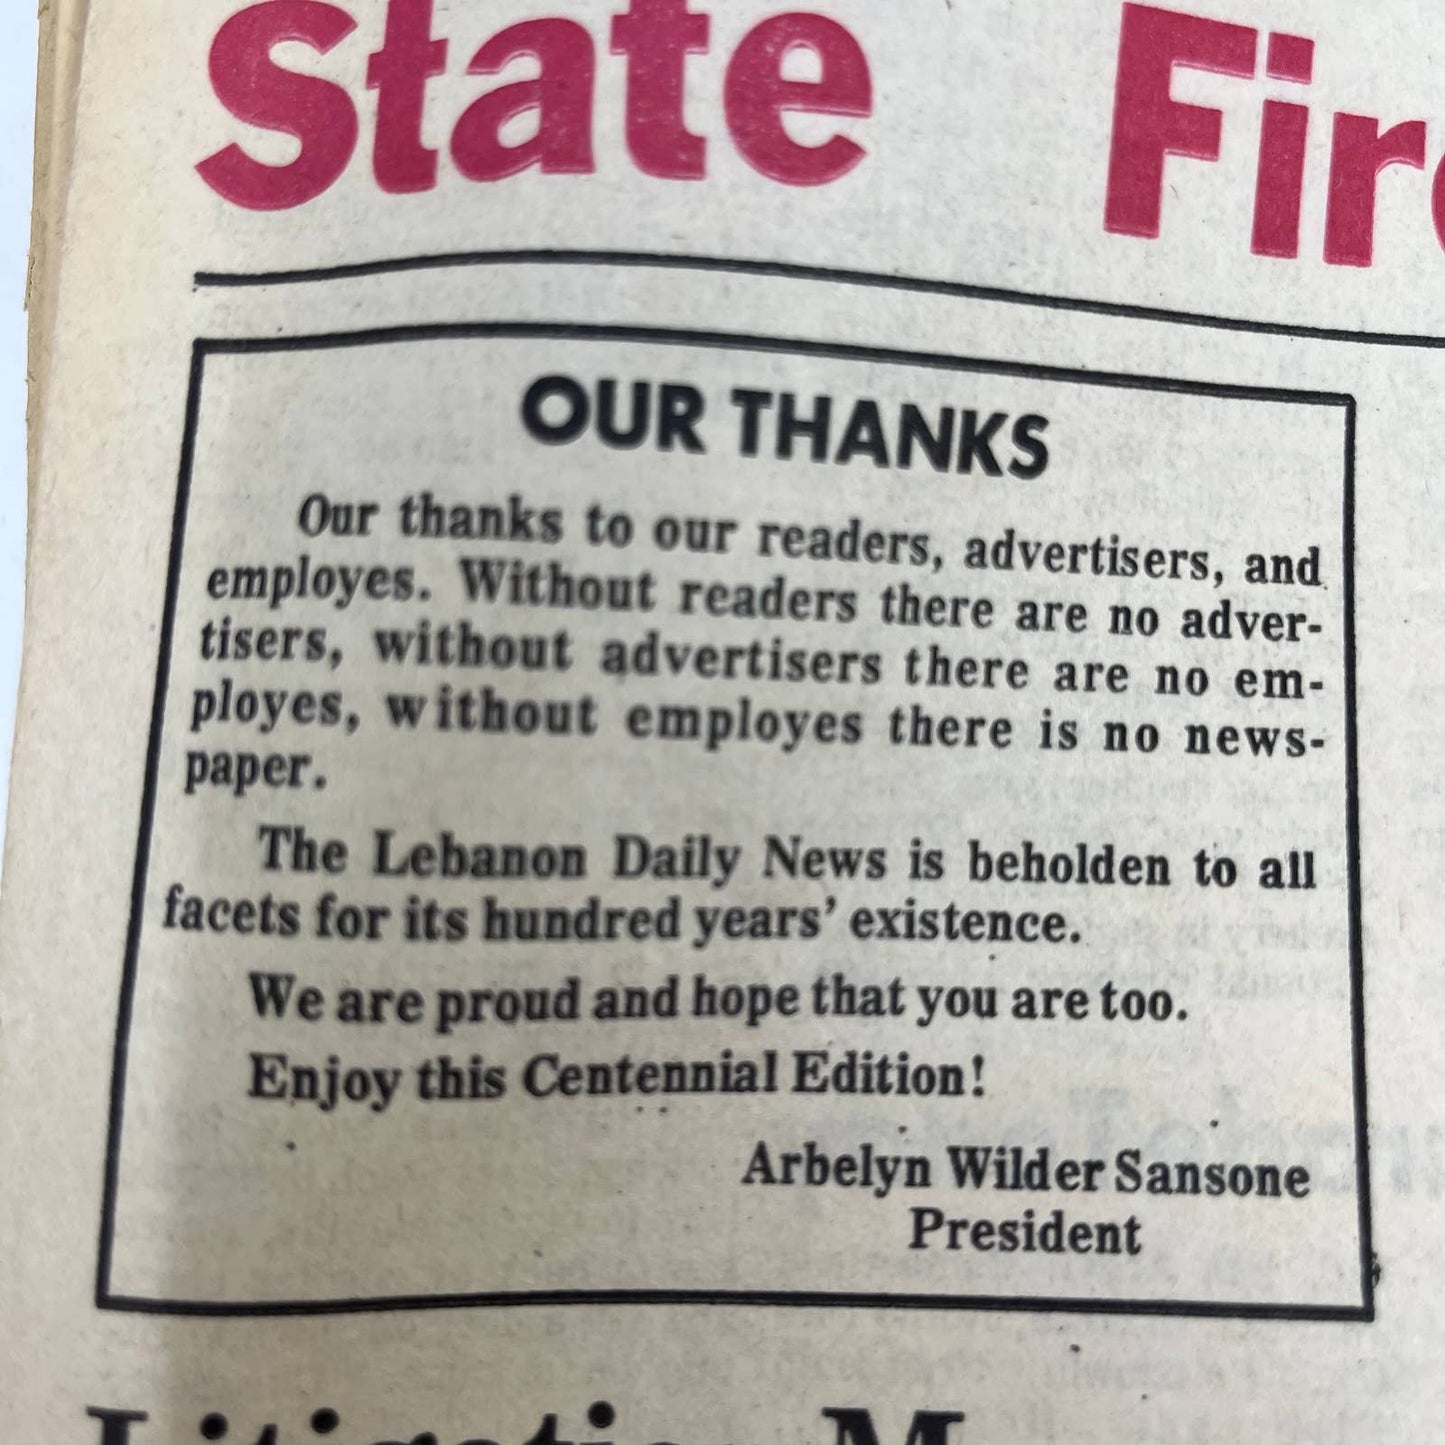 State Fire
OUR THANKS
Our thanks to our readers, advertisers, and
employes. Without readers there are no adver-
tisers, without advertisers there are no em-
ployes, without employes there is no news-
paper.
The Lebanon Daily News is beholden to all
facets for its hundred years' existence.
We are proud and hope that you are too.
Enjoy this Centennial Edition!
Arbelyn Wilder Sansone
President